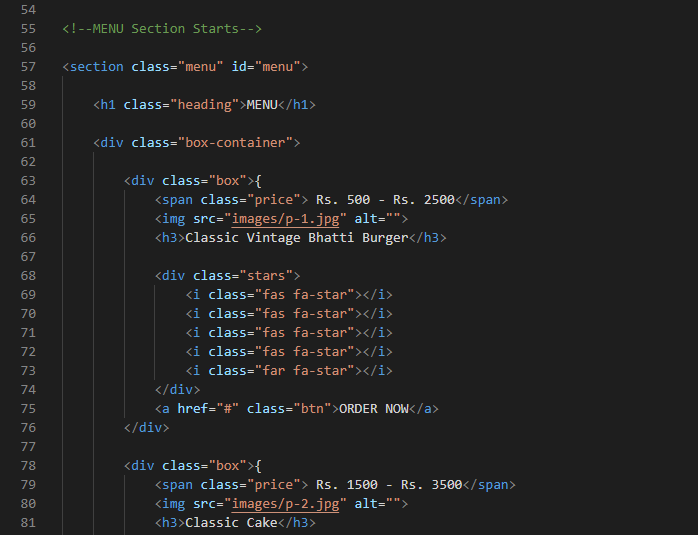 54
55 <!--MENU Section Starts-->
56
57 <section class="menu" id="menu">
58
59 <h1 class="heading">MENU</h1>
60
61 <div class="box-container">
62
63 <div class="box">{
64 <span class="price"> Rs. 500 - Rs. 2500</span>
65 <img src="images/p-1.jpg" alt="">
66 <h3>Classic Vintage Bhatti Burger</h3>
67
68 <div class="stars">
69 <i class="fas fa-star"></i>
70 <i class="fas fa-star"></i>
71 <i class="fas fa-star"></i>
72 <i class="fas fa-star"></i>
73 <i class="far fa-star"></i>
74 </div>
75 <a href="#" class="btn">ORDER NOW</a>
76 </div>
77
78 <div class="box">{
79 <span class="price"> Rs. 1500 - Rs. 3500</span>
80 <img src="images/p-2.jpg" alt="">
81 <h3>Classic Cake</h3>